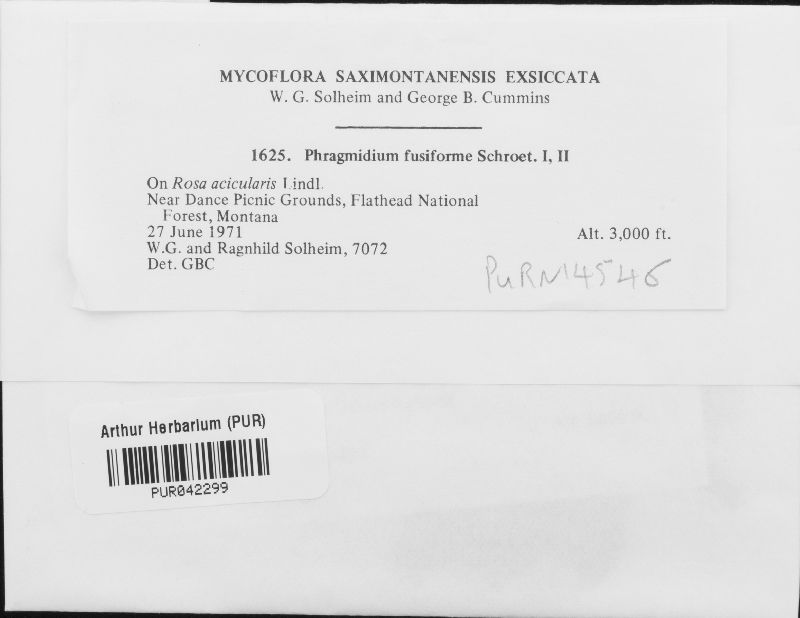 MYCOFLORA SAXIMONTANENSIS EXSICCATA
W. G. Solheim and George B. Cummins
1625. Phragmidium fusiforme Schroet. I, II
On Rosa acicularis Lindl.
Near Dance Picnic Grounds, Flathead National
Forest, Montana
27 June 1971 Alt. 3,000 ft.
W.G. and Ragnhild Solheim, 7072
Det. GBC
PURN14546
Arthur Herbarium (PUR)
PUR042299